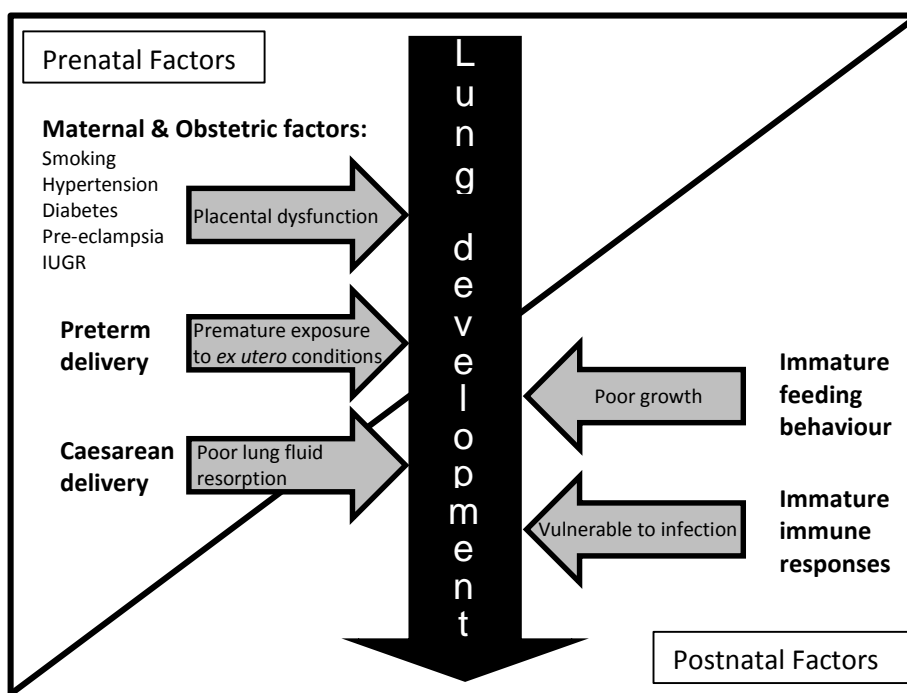 Prenatal Factors
Maternal & Obstetric factors:
Smoking
Hypertension
Diabetes
Pre-eclampsia
IUGR
Placental dysfunction
Preterm
delivery
Premature exposure
to ex utero conditions
Caesarean
delivery
Poor lung fluid
resorption
Lung development
Poor growth
Immature
feeding
behaviour
Vulnerable to infection
Immature
immune
responses
Postnatal Factors